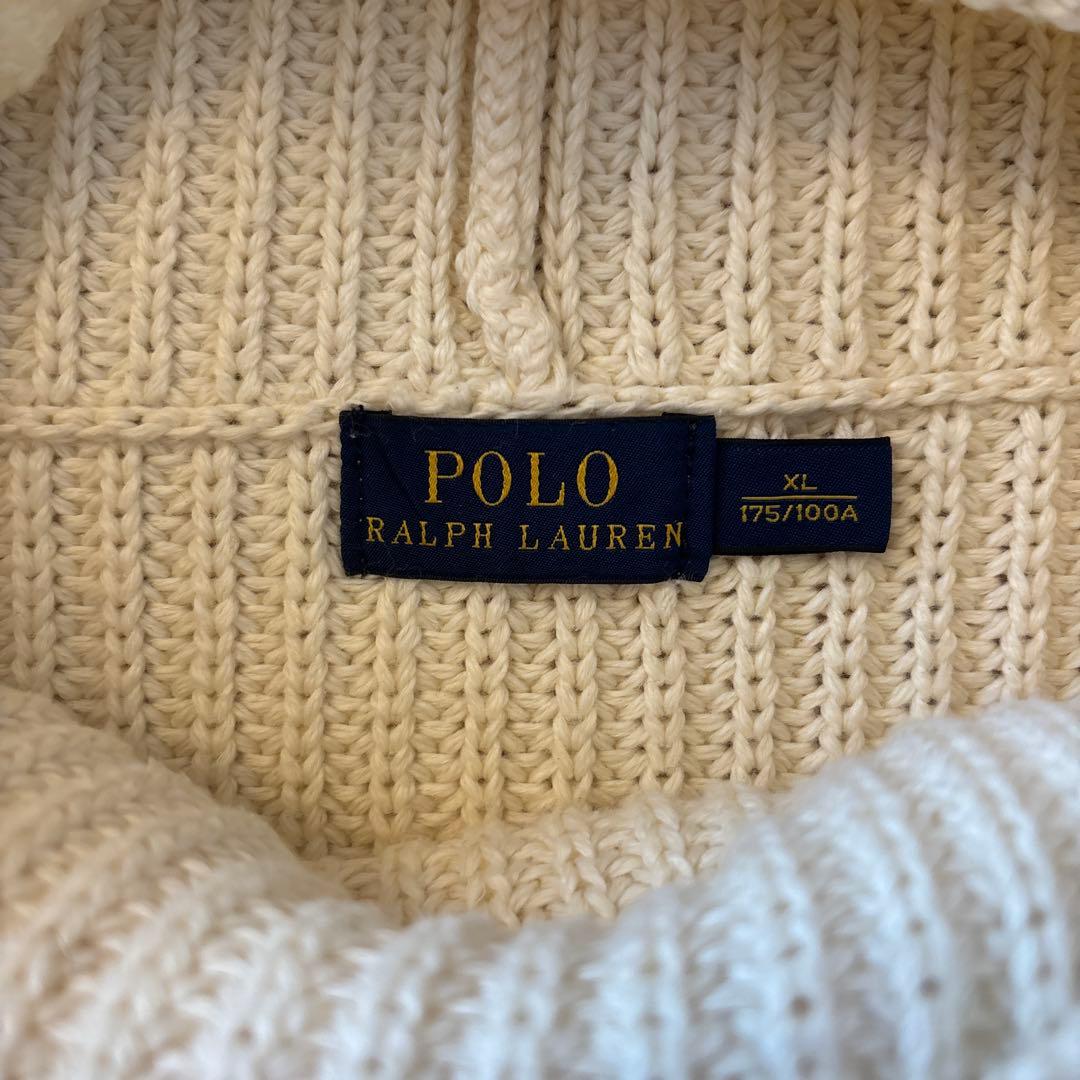 POLO
RALPH LAUREN
XL
175/100A